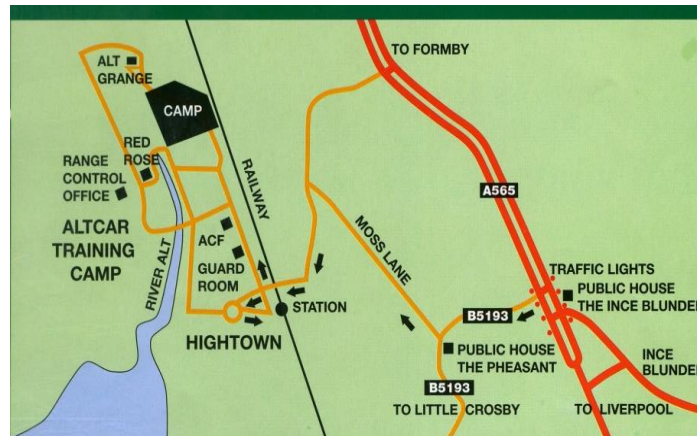 TO FORMBY
ALT
GRANGE
CAMP
RED
ROSE
RANGE
CONTROL
OFFICE
RAILWAY
A565
ALTCAR
TRAINING
CAMP
RIVER ALT
ACF
GUARD
ROOM
MOSS LANE
TRAFFIC LIGHTS
PUBLIC HOUSE
THE INCE BLUNDE
STATION
B5193
HIGHTOWN
PUBLIC HOUSE
THE PHEASANT
INCE
BLUNDE
B5193
TO LITTLE CROSBY
TO LIVERPOOL